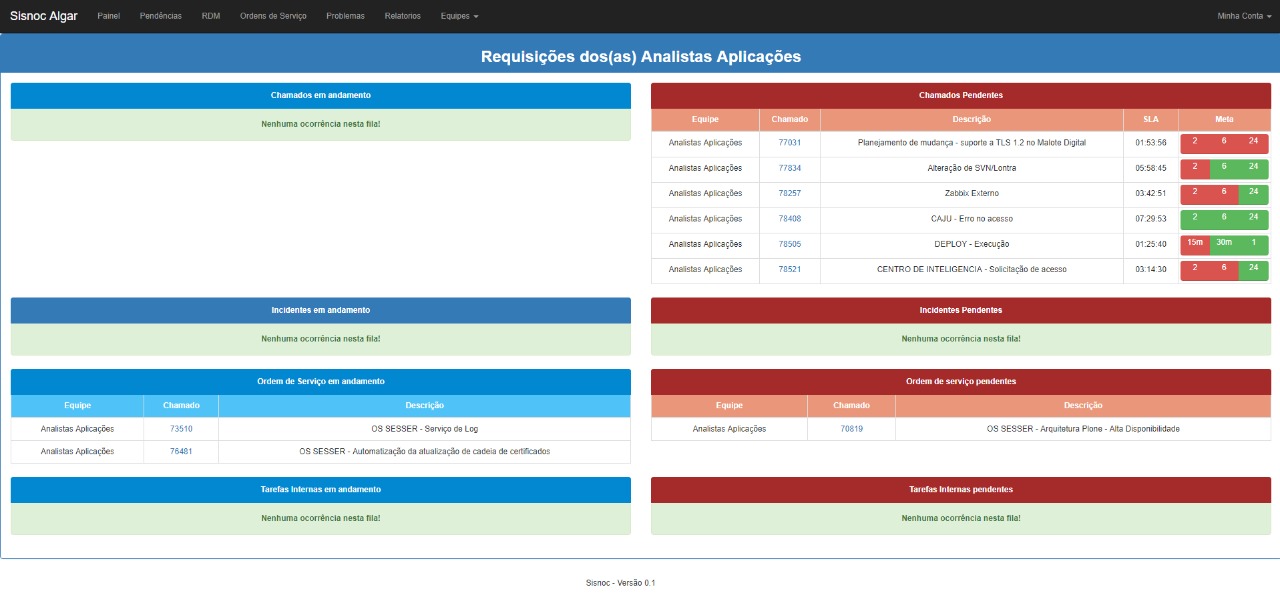 Sisnoc Algar Painel Pendências RDM Ordens de Serviço Problemas Relatorios Equipes Minha Conta
Requisições dos(as) Analistas Aplicações
Chamados em andamento
Nenhuma ocorrência nesta fila!
Chamados Pendentes
Equipe Chamado Descrição SLA Meta
Analistas Aplicações 77031 Planejamento de mudança - suporte a TLS 1.2 no Malote Digital 01:53:56 2 6 24
Analistas Aplicações 77834 Alteração de SVN/Lontra 05:58:45 2 6 24
Analistas Aplicações 78257 Zabbix Externo 03:42:51 2 6 24
Analistas Aplicações 78408 CAJU - Erro no acesso 07:29:53 2 6 24
Analistas Aplicações 78505 DEPLOY - Execução 01:25:40 15m 30m 1
Analistas Aplicações 78521 CENTRO DE INTELIGENCIA - Solicitação de acesso 03:14:30 2 6 24
Incidentes em andamento
Nenhuma ocorrência nesta fila!
Incidentes Pendentes
Nenhuma ocorrência nesta fila!
Ordem de Serviço em andamento
Equipe Chamado Descrição
Analistas Aplicações 73510 OS SESSER - Serviço de Log
Analistas Aplicações 76481 OS SESSER - Automatização da atualização de cadeia de certificados
Ordem de serviço pendentes
Equipe Chamado Descrição
Analistas Aplicações 70819 OS SESSER - Arquitetura Plone - Alta Disponibilidade
Tarefas Internas em andamento
Nenhuma ocorrência nesta fila!
Tarefas Internas pendentes
Nenhuma ocorrência nesta fila!
Sisnoc - Versão 0.1